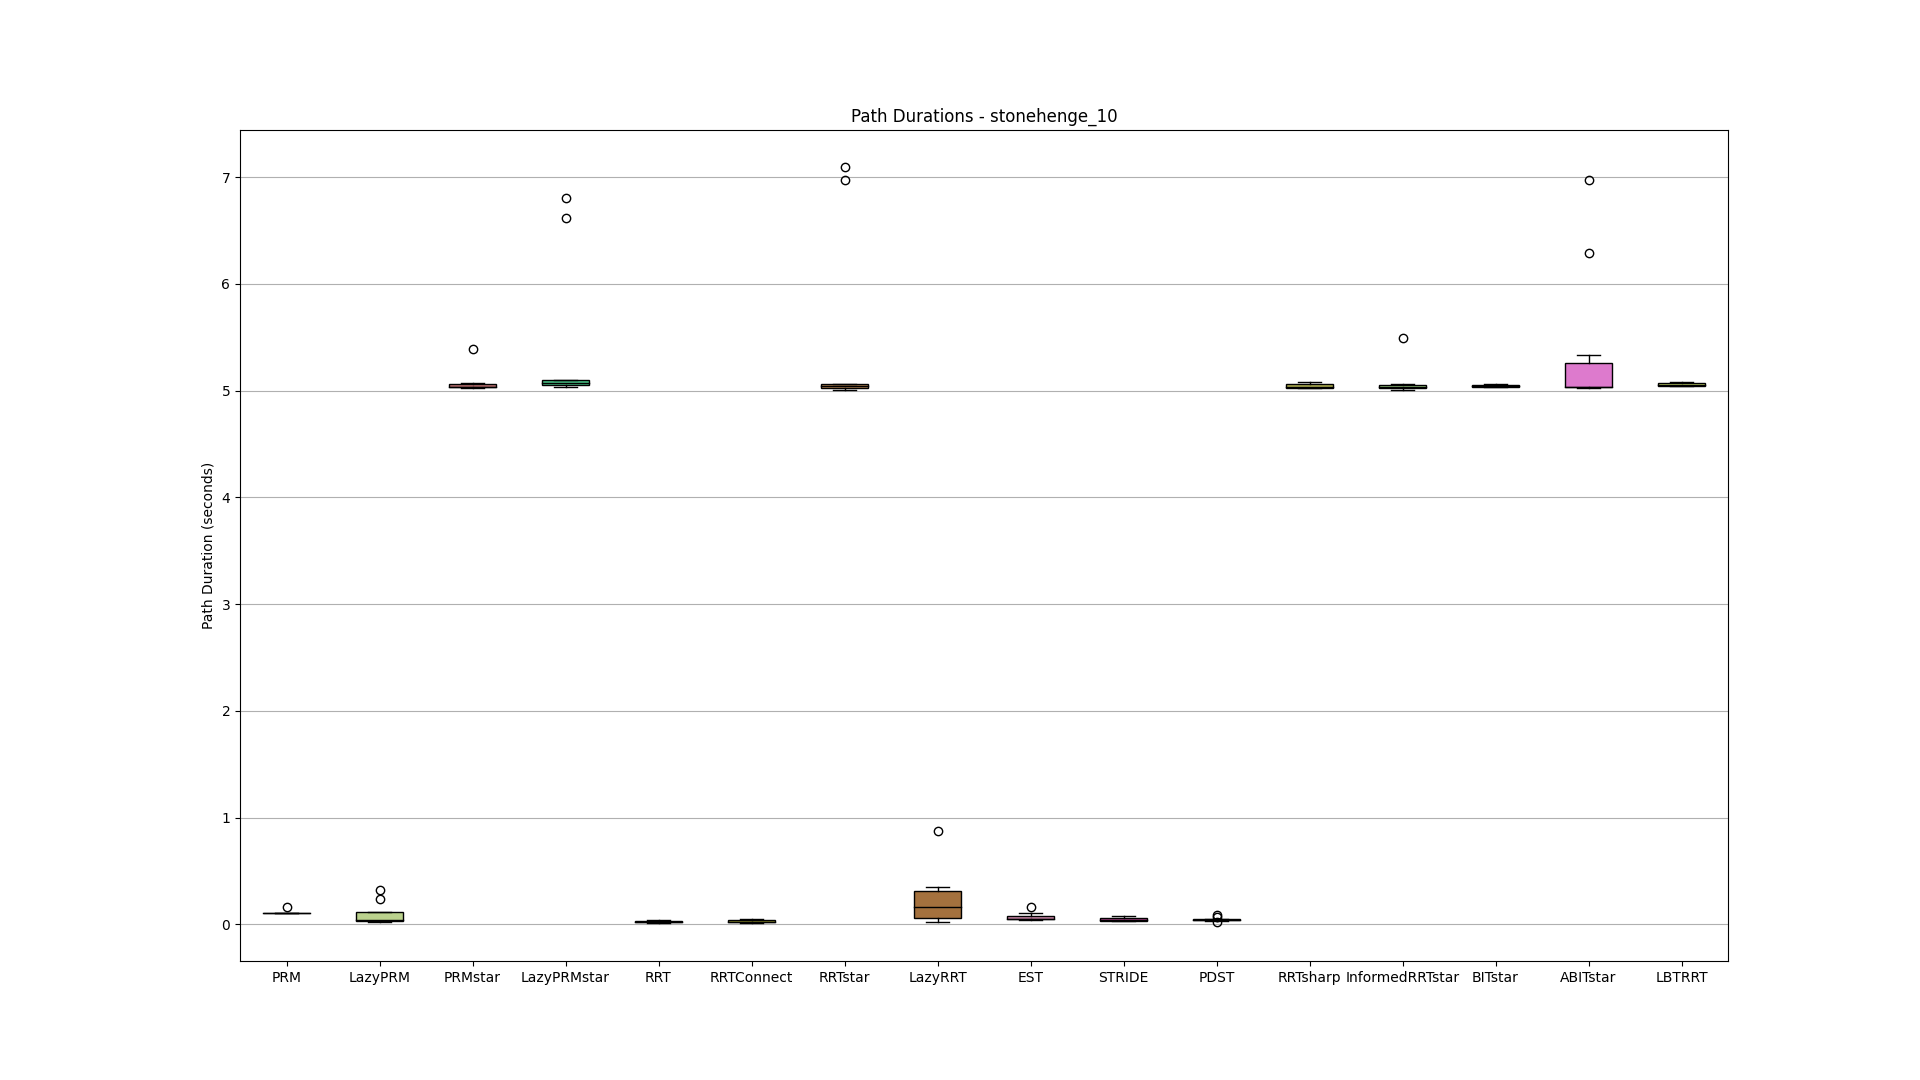 Path Durations - stonehenge_10
Path Duration (seconds)
7
6
5
4
3
2
1
0
PRM LazyPRM PRMstar LazyPRMstar RRT RRTConnect RRTstar LazyRRT EST STRIDE PDST RRTsharp InformedRRTstar BITstar ABITstar LBTRRT